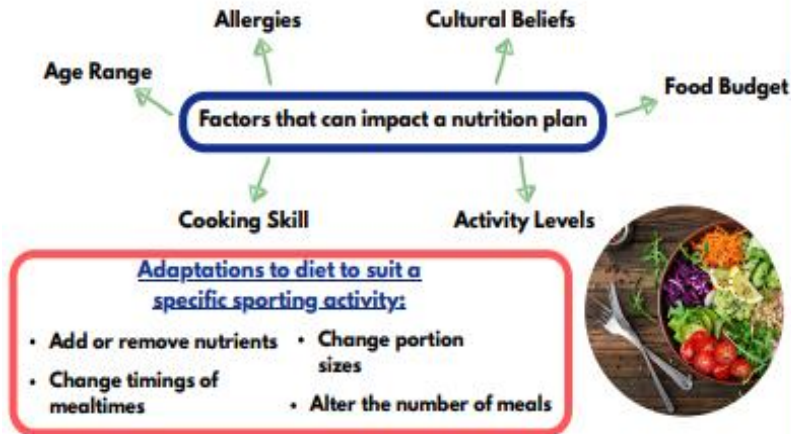 Allergies
Cultural Beliefs
Age Range
Food Budget
Factors that can impact a nutrition plan
Cooking Skill
Activity Levels
Adaptations to diet to suit a
specific sporting activity:
• Add or remove nutrients
• Change timings of
mealtimes
• Change portion
sizes
• Alter the number of meals